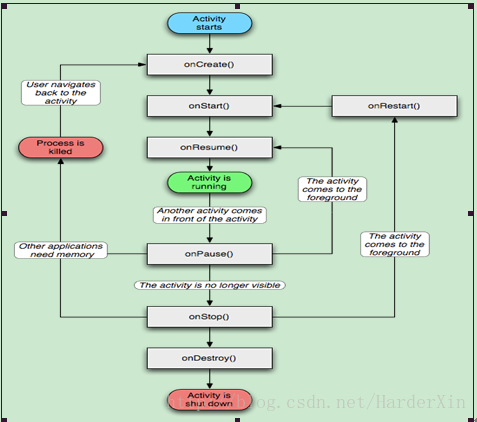 Activity
starts
onCreate()
User navigates
back to the
activity
onStart()
onRestart()
Process is
killed
onResume()
Activity is
running
The activity
comes to the
foreground
Another activity comes
in front of the activity
The activity
comes to the
foreground
Other applications
need memory
onPause()
The activity is no longer visible
onStop()
onDestroy()
Activity is
shut down
blog.csdn.net/HarderXin